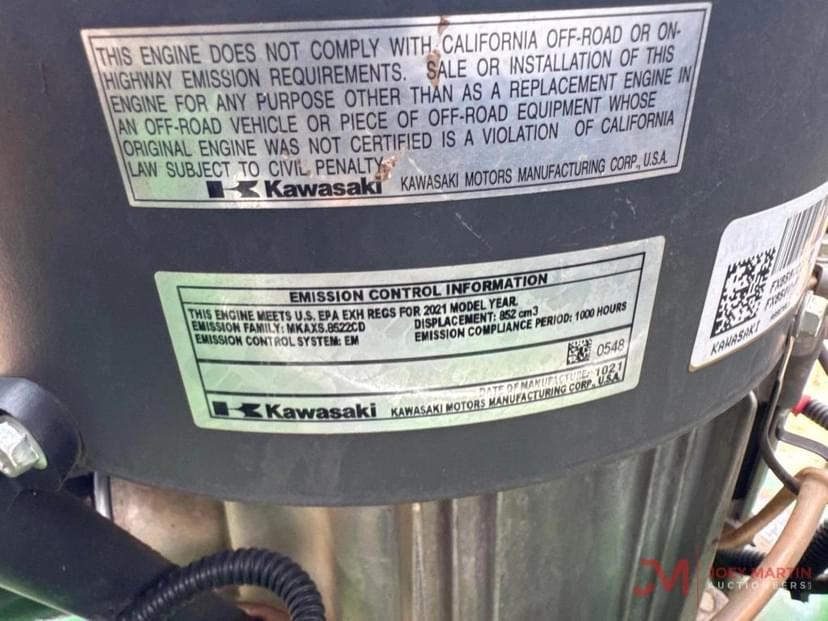 THIS ENGINE DOES NOT COMPLY WITH CALIFORNIA OFF-ROAD OR ON-
HIGHWAY EMISSION REQUIREMENTS. SALE OR INSTALLATION OF THIS
ENGINE FOR ANY PURPOSE OTHER THAN AS A REPLACEMENT ENGINE IN
AN OFF-ROAD VEHICLE OR PIECE OF OFF-ROAD EQUIPMENT WHOSE
ORIGINAL ENGINE WAS NOT CERTIFIED IS A VIOLATION OF CALIFORNIA
LAW SUBJECT TO CIVIL PENALTY.
Kawasaki KAWASAKI MOTORS MANUFACTURING CORP., U.S.A.
EMISSION CONTROL INFORMATION
THIS ENGINE MEETS U.S. EPA EXH REGS FOR 2021 MODEL YEAR.
EMISSION FAMILY: MKAXS.8522CD DISPLACEMENT: 852 cm3
EMISSION CONTROL SYSTEM: EM EMISSION COMPLIANCE PERIOD: 1000 HOURS
0548
DATE OF MANUFACTURE: 1021
Kawasaki KAWASAKI MOTORS MANUFACTURING CORP., U.S.A.
KAWASAKI
JM JOEY MARTIN
AUCTIONEERS